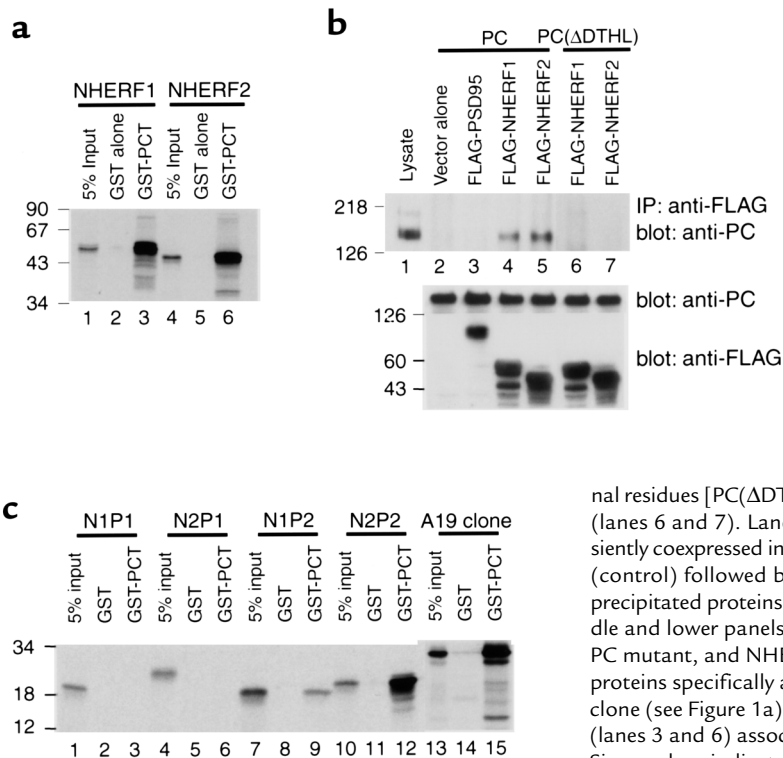 a
NHERF1 NHERF2
5% Input
GST alone
GST-PCT
5% Input
GST alone
GST-PCT
90
67
43
34
1 2 3 4 5 6
b
PC PC(ΔDTHL)
Lysate
Vector alone
FLAG-PSD95
FLAG-NHERF1
FLAG-NHERF2
FLAG-NHERF1
FLAG-NHERF2
218
126
IP: anti-FLAG
blot: anti-PC
1 2 3 4 5 6 7
blot: anti-PC
126
60
43
blot: anti-FLAG
c
N1P1 N2P1 N1P2 N2P2 A19 clone
5% input
GST
GST-PCT
5% input
GST
GST-PCT
5% input
GST
GST-PCT
5% input
GST
GST-PCT
5% input
GST
GST-PCT
34
18
12
1 2 3 4 5 6 7 8 9 10 11 12 13 14 15
nal residues [PC(ΔDT
(lanes 6 and 7). Lan
siently coexpressed in
(control) followed b
precipitated proteins
dle and lower panels
PC mutant, and NHE
proteins specifically a
clone (see Figure 1a)
(lanes 3 and 6) assoc